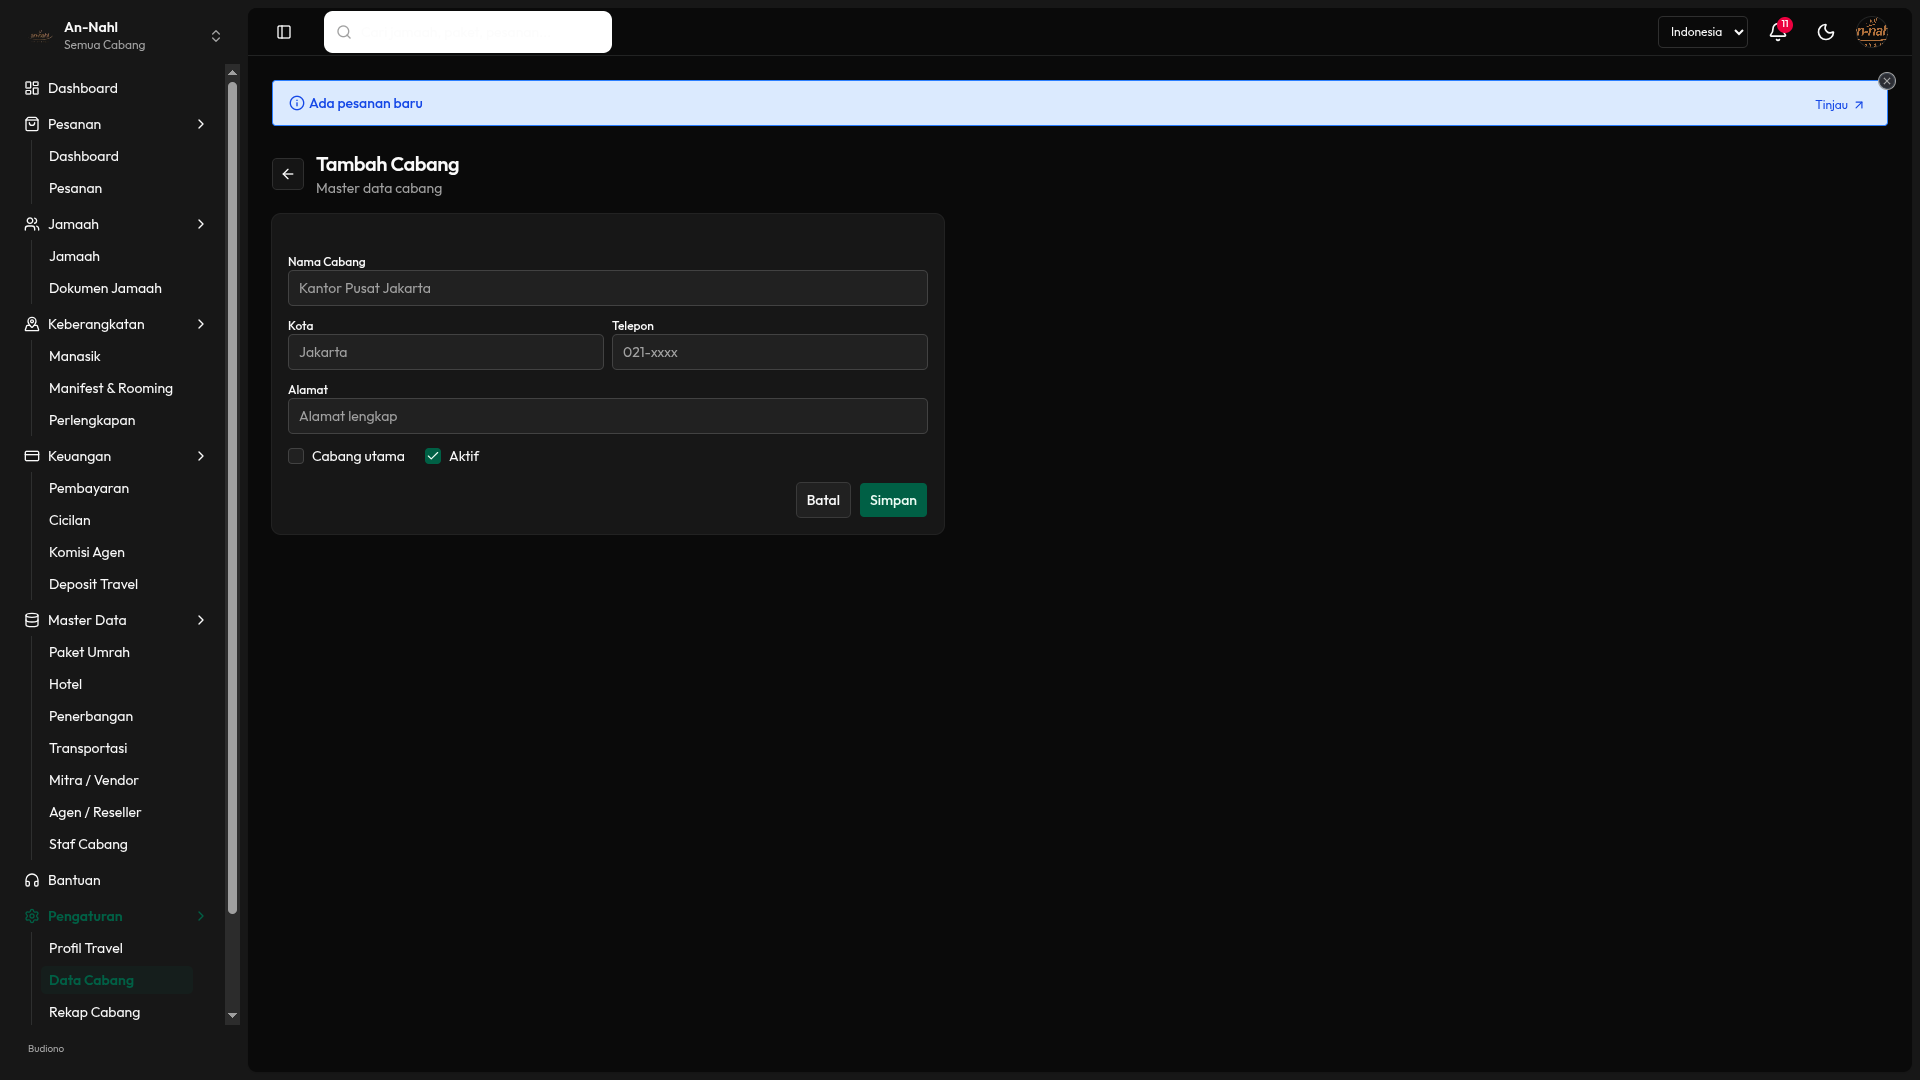 An-Nahl
Semua Cabang
Dashboard
Pesanan
Dashboard
Pesanan
Jamaah
Jamaah
Dokumen Jamaah
Keberangkatan
Manasik
Manifest & Rooming
Perlengkapan
Keuangan
Pembayaran
Cicilan
Komisi Agen
Deposit Travel
Master Data
Paket Umrah
Hotel
Penerbangan
Transportasi
Mitra / Vendor
Agen / Reseller
Staf Cabang
Bantuan
Pengaturan
Profil Travel
Data Cabang
Rekap Cabang
Budiono
Indonesia
11
Ada pesanan baru
Tinjau
Tambah Cabang
Master data cabang
Nama Cabang
Kantor Pusat Jakarta
Kota
Telepon
Jakarta
021-xxxx
Alamat
Alamat lengkap
Cabang utama
Aktif
Batal
Simpan